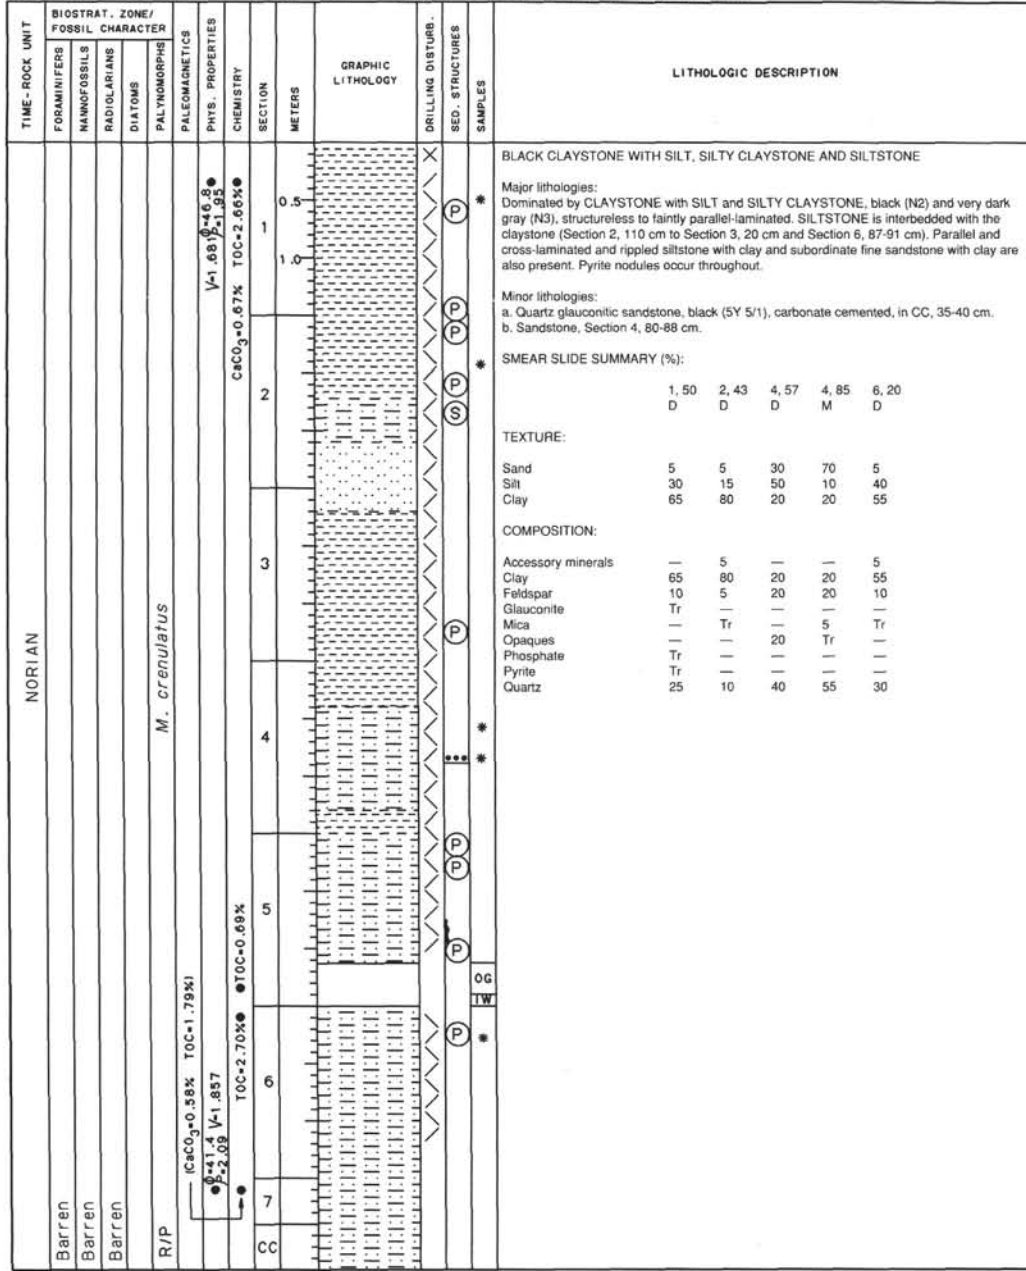 TIME-ROCK UNIT
BIOSTRAT. ZONE/
FOSSIL CHARACTER
FORAMINIFERS
NANNOFOSSILS
RADIOLARIANS
DIATOMS
PALYNOMORPHS
PALEOMAGNETICS
PHYS. PROPERTIES
CHEMISTRY
SECTION
METERS
GRAPHIC
LITHOLOGY
DRILLING DISTURB.
SED. STRUCTURES
SAMPLES
LITHOLOGIC DESCRIPTION
NORIAN
Barren
Barren
Barren
R/P
M. crenulatus
V-1.681 Φ=46.8
ρ=1.95
CaCO3=0.67% TOC=2.66%
TOC=0.69%
TOC=2.70%
(CaCO3=0.58% TOC=1.79%)
Φ=41.4 V-1.857
ρ=2.09
0.5
1
1.0
2
3
4
5
6
7
CC
P
P
P
P
S
P
P
P
P
OG
IW
P
BLACK CLAYSTONE WITH SILT, SILTY CLAYSTONE AND SILTSTONE
Major lithologies:
Dominated by CLAYSTONE with SILT and SILTY CLAYSTONE, black (N2) and very dark
gray (N3), structureless to faintly parallel-laminated. SILTSTONE is interbedded with the
claystone (Section 2, 110 cm to Section 3, 20 cm and Section 6, 87-91 cm). Parallel and
cross-laminated and rippled siltstone with clay and subordinate fine sandstone with clay are
also present. Pyrite nodules occur throughout.
Minor lithologies:
a. Quartz glauconitic sandstone, black (5Y 5/1), carbonate cemented, in CC, 35-40 cm.
b. Sandstone, Section 4, 80-88 cm.
SMEAR SLIDE SUMMARY (%):
1, 50 2, 43 4, 57 4, 85 6, 20
D D D M D
TEXTURE:
Sand 5 5 30 70 5
Silt 30 15 50 10 40
Clay 65 80 20 20 55
COMPOSITION:
Accessory minerals — 5 — — 5
Clay 65 80 20 20 55
Feldspar 10 5 20 20 10
Glauconite Tr — — — —
Mica — Tr — 5 Tr
Opaques — — 20 Tr —
Phosphate Tr — — — —
Pyrite Tr — — — —
Quartz 25 10 40 55 30